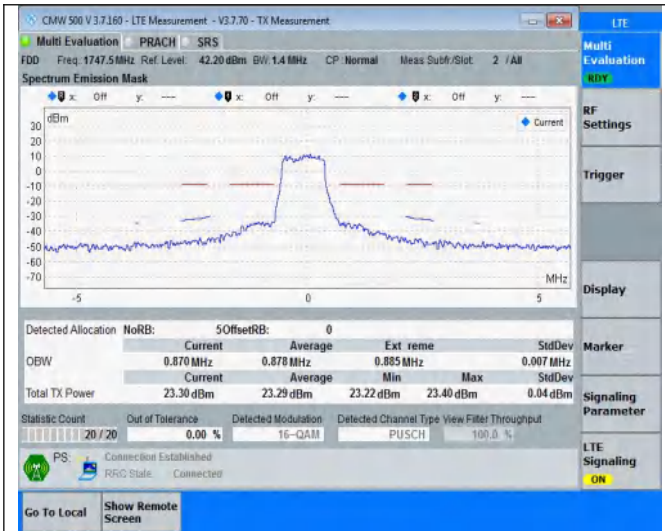 CMW 500 V 3.7.160 - LTE Measurement - V3.7.70 - TX Measurement
LTE
Multi Evaluation PRACH SRS
FDD Freq.: 1747.5 MHz Ref. Level: 42.20 dBm BW: 1.4 MHz CP: Normal Meas Subfr./Slot: 2 / All
Spectrum Emission Mask
x: Off y: --- x: Off y: --- x: Off y: ---
dBm
Current
30
20
10
0
-10
-20
-30
-40
-50
-60
-70
MHz
-5 0 5
Detected Allocation NoRB: 5 OffsetRB: 0
Current Average Ext reme StdDev
OBW 0.870 MHz 0.878 MHz 0.885 MHz 0.007 MHz
Current Average Min Max StdDev
Total TX Power 23.30 dBm 23.29 dBm 23.22 dBm 23.40 dBm 0.04 dBm
Statistic Count Out of Tolerance Detected Modulation Detected Channel Type View Filter Throughput
20 / 20 0.00 % 16-QAM PUSCH 100.0 %
PS: Connection Established
RRC State: Connected
Multi
Evaluation
RDY
RF
Settings
Trigger
Display
Marker
Signaling
Parameter
LTE
Signaling
ON
Go To Local
Show Remote
Screen